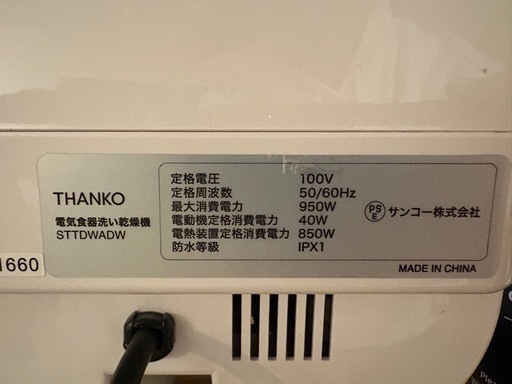 THANKO
電気食器洗い乾燥機
STTDWADW
1660
定格電圧 100V
定格周波数 50/60Hz
最大消費電力 950W
電動機定格消費電力 40W
電熱装置定格消費電力 850W
防水等級 IPX1
PSE サンコー株式会社
MADE IN CHINA